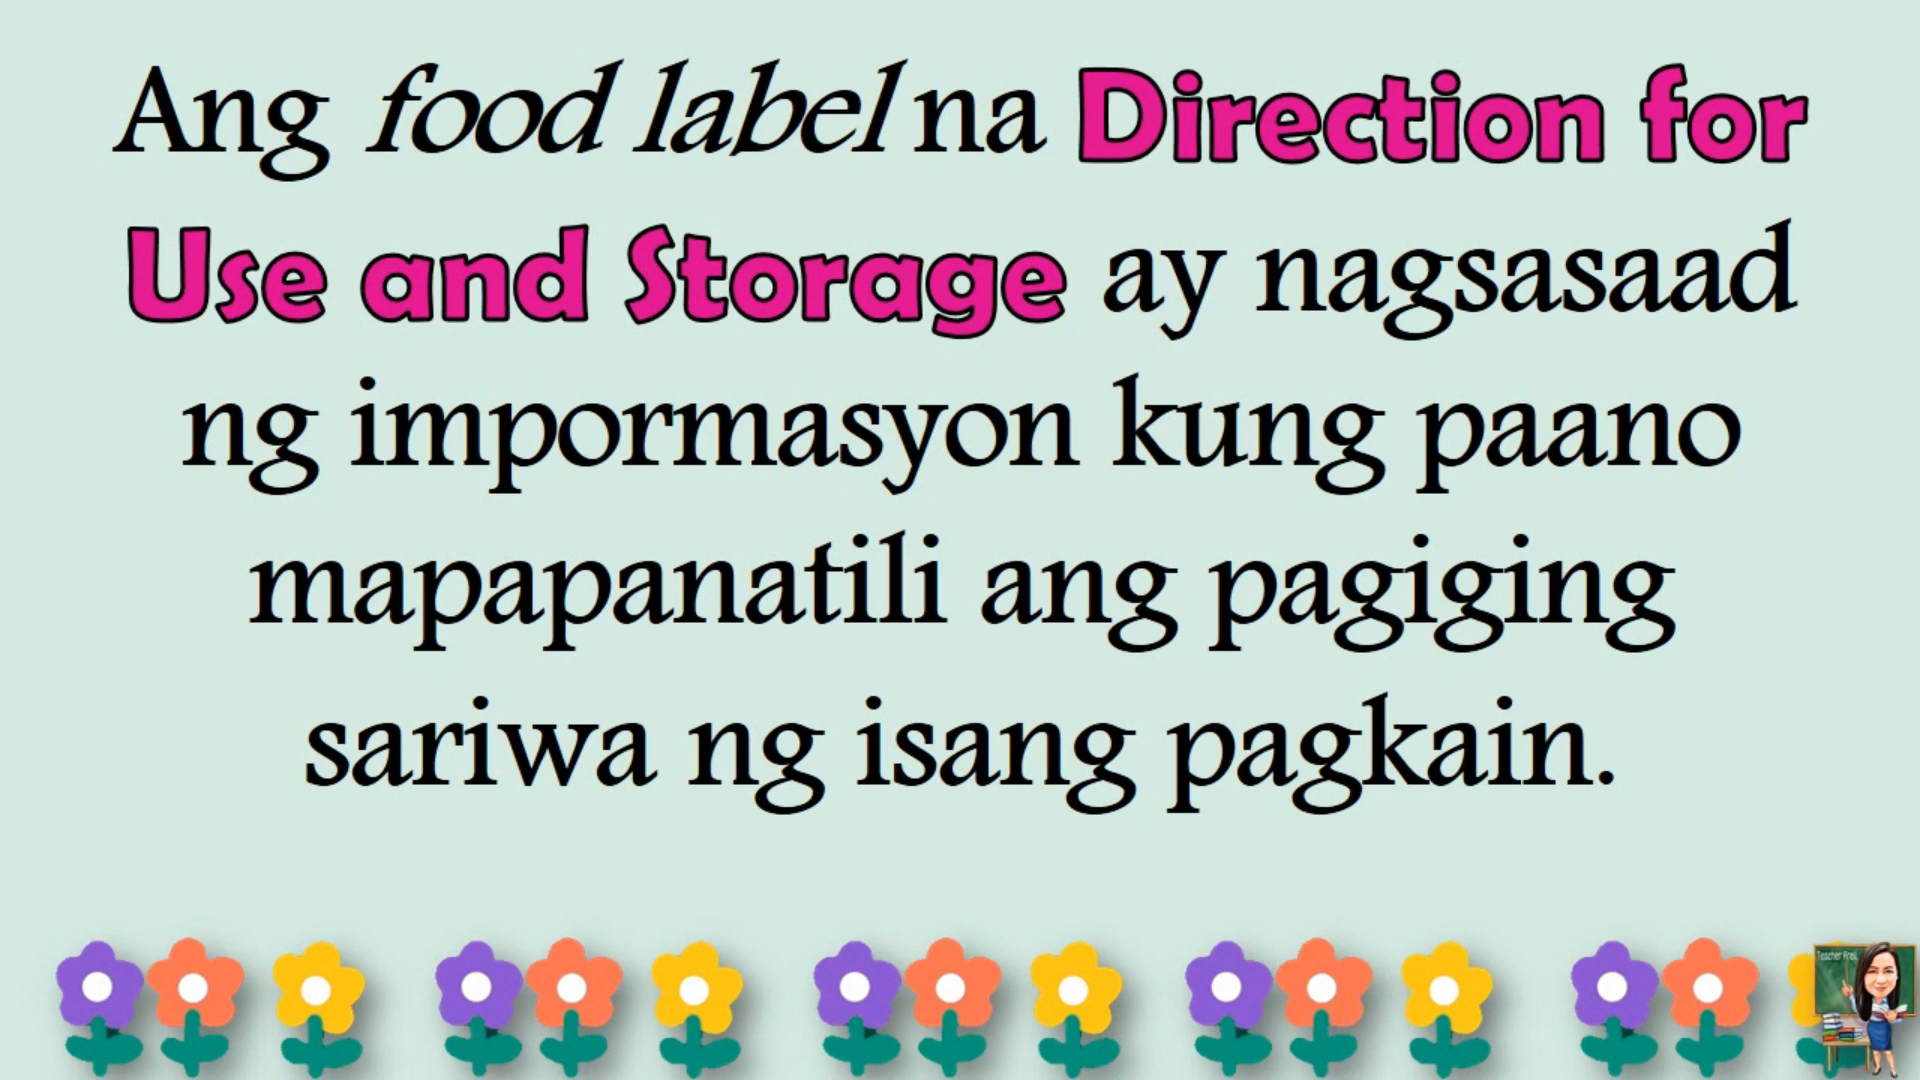 Ang food label na Direction for
Use and Storage ay nagsasaad
ng impormasyon kung paano
mapapanatili ang pagiging
sariwa ng isang pagkain.
Teacher